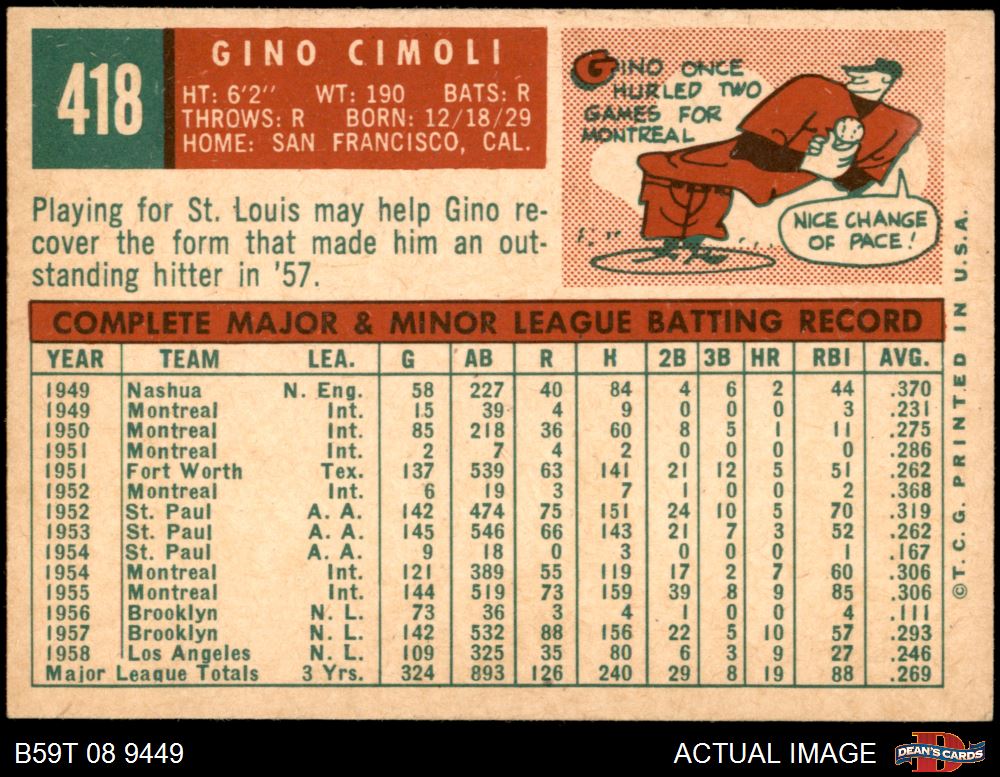 418
GINO CIMOLI
HT: 6'2" WT: 190 BATS: R
THROWS: R BORN: 12/18/29
HOME: SAN FRANCISCO, CAL.
GINO ONCE
HURLED TWO
GAMES FOR
MONTREAL
NICE CHANGE
OF PACE!
Playing for St. Louis may help Gino re-
cover the form that made him an out-
standing hitter in '57.
COMPLETE MAJOR & MINOR LEAGUE BATTING RECORD
YEAR TEAM LEA. G AB R H 2B 3B HR RBI AVG.
1949 Nashua N. Eng. 58 227 40 84 4 6 2 44 .370
1949 Montreal Int. 15 39 4 9 0 0 0 3 .231
1950 Montreal Int. 85 218 36 60 8 5 1 11 .275
1951 Montreal Int. 2 7 4 2 0 0 0 0 .286
1951 Fort Worth Tex. 137 539 63 141 21 12 5 51 .262
1952 Montreal Int. 6 19 3 7 1 0 0 2 .368
1952 St. Paul A. A. 142 474 75 151 24 10 5 70 .319
1953 St. Paul A. A. 145 546 66 143 21 7 3 52 .262
1954 St. Paul A. A. 9 18 0 3 0 0 0 1 .167
1954 Montreal Int. 121 389 55 119 17 2 7 60 .306
1955 Montreal Int. 144 519 73 159 39 8 9 85 .306
1956 Brooklyn N. L. 73 36 3 4 1 0 0 4 .111
1957 Brooklyn N. L. 142 532 88 156 22 5 10 57 .293
1958 Los Angeles N. L. 109 325 35 80 6 3 9 27 .246
Major League Totals 3 Yrs. 324 893 126 240 29 8 19 88 .269
©T. C. G. PRINTED IN U.S.A.
B59T 08 9449
ACTUAL IMAGE
D
DEAN'S CARDS